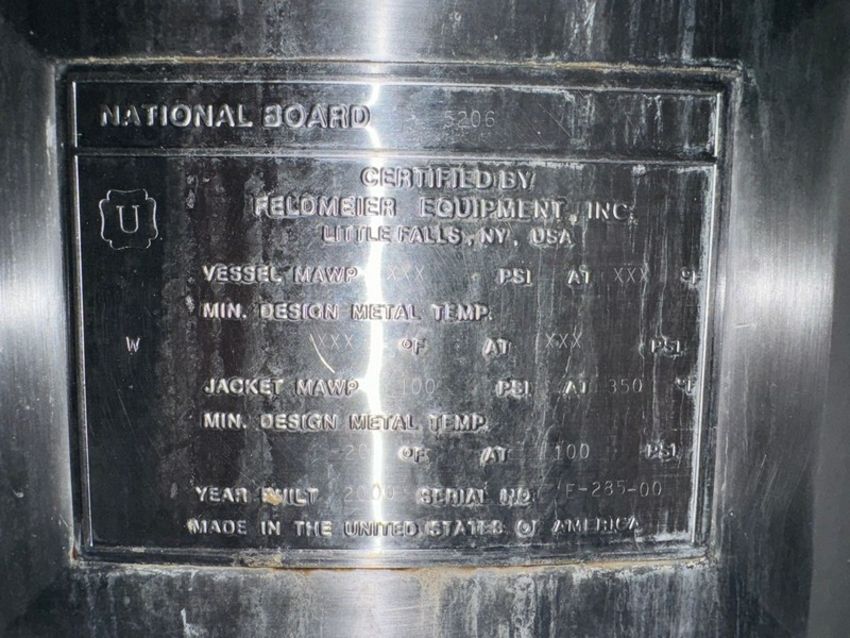 NATIONAL BOARD 5206
U
CERTIFIED BY
FELDMEIER EQUIPMENT, INC.
LITTLE FALLS, NY, USA
VESSEL MAWP XXX PSI AT XXX °F
MIN. DESIGN METAL TEMP.
W XXX °F AT XXX PSI
JACKET MAWP 100 PSI AT 350 °F
MIN. DESIGN METAL TEMP.
-20 °F AT 100 PSI
YEAR BUILT 2000 SERIAL NO. F-285-00
MADE IN THE UNITED STATES OF AMERICA